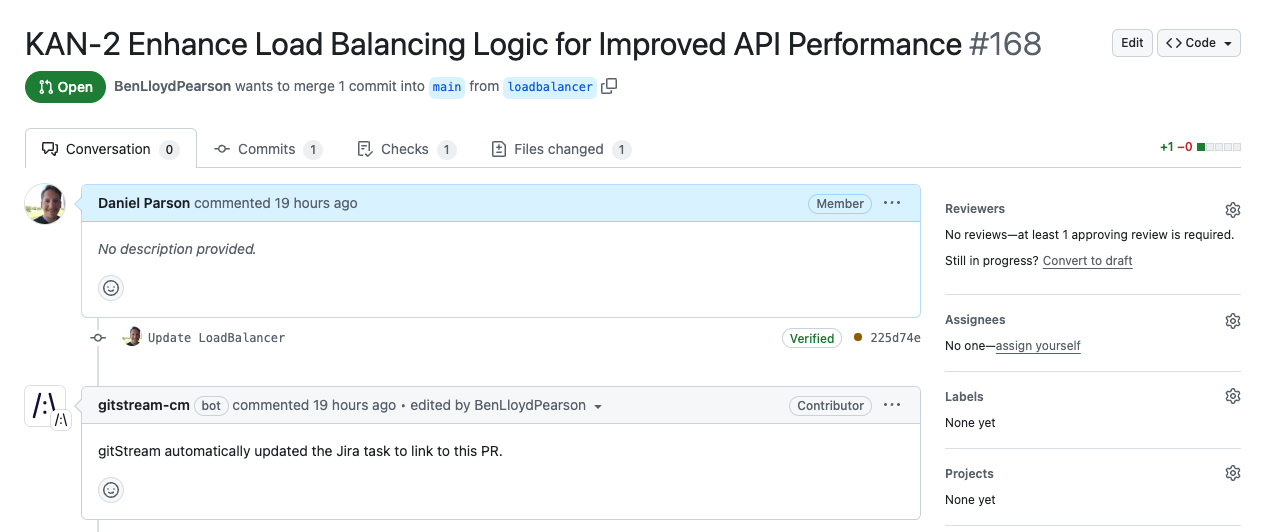 KAN-2 Enhance Load Balancing Logic for Improved API Performance #168
Edit
<> Code
Open
BenLloydPearson wants to merge 1 commit into main from loadbalancer
Conversation 0
Commits 1
Checks 1
Files changed 1
+1 −0
Daniel Parson commented 19 hours ago
Member
No description provided.
Update LoadBalancer
Verified
225d74e
/:\
/:\
gitstream-cm bot commented 19 hours ago • edited by BenLloydPearson
Contributor
gitStream automatically updated the Jira task to link to this PR.
Reviewers
No reviews—at least 1 approving review is required.
Still in progress? Convert to draft
Assignees
No one—assign yourself
Labels
None yet
Projects
None yet